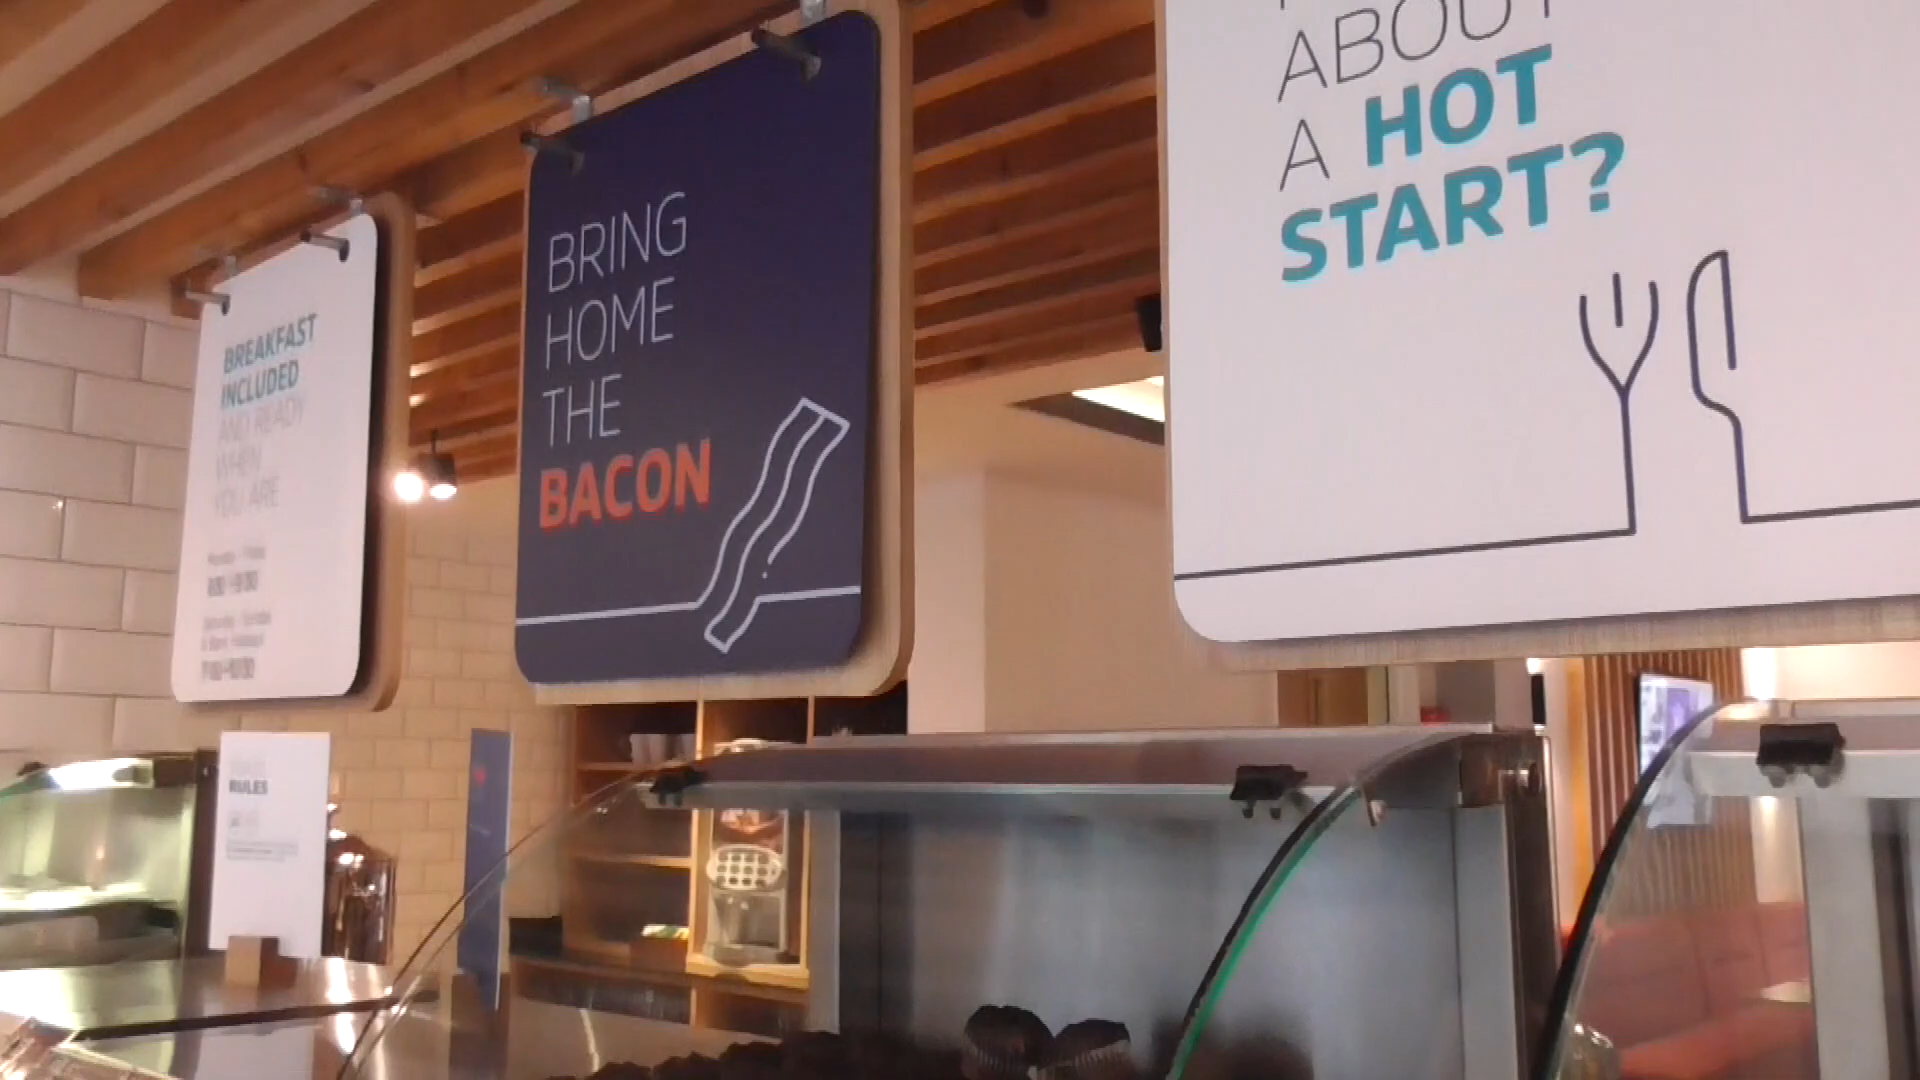 BREAKFAST
INCLUDED
AND READY
WHEN
YOU ARE
BRING
HOME
THE
BACON
ABOUT
A HOT
START?
RULES